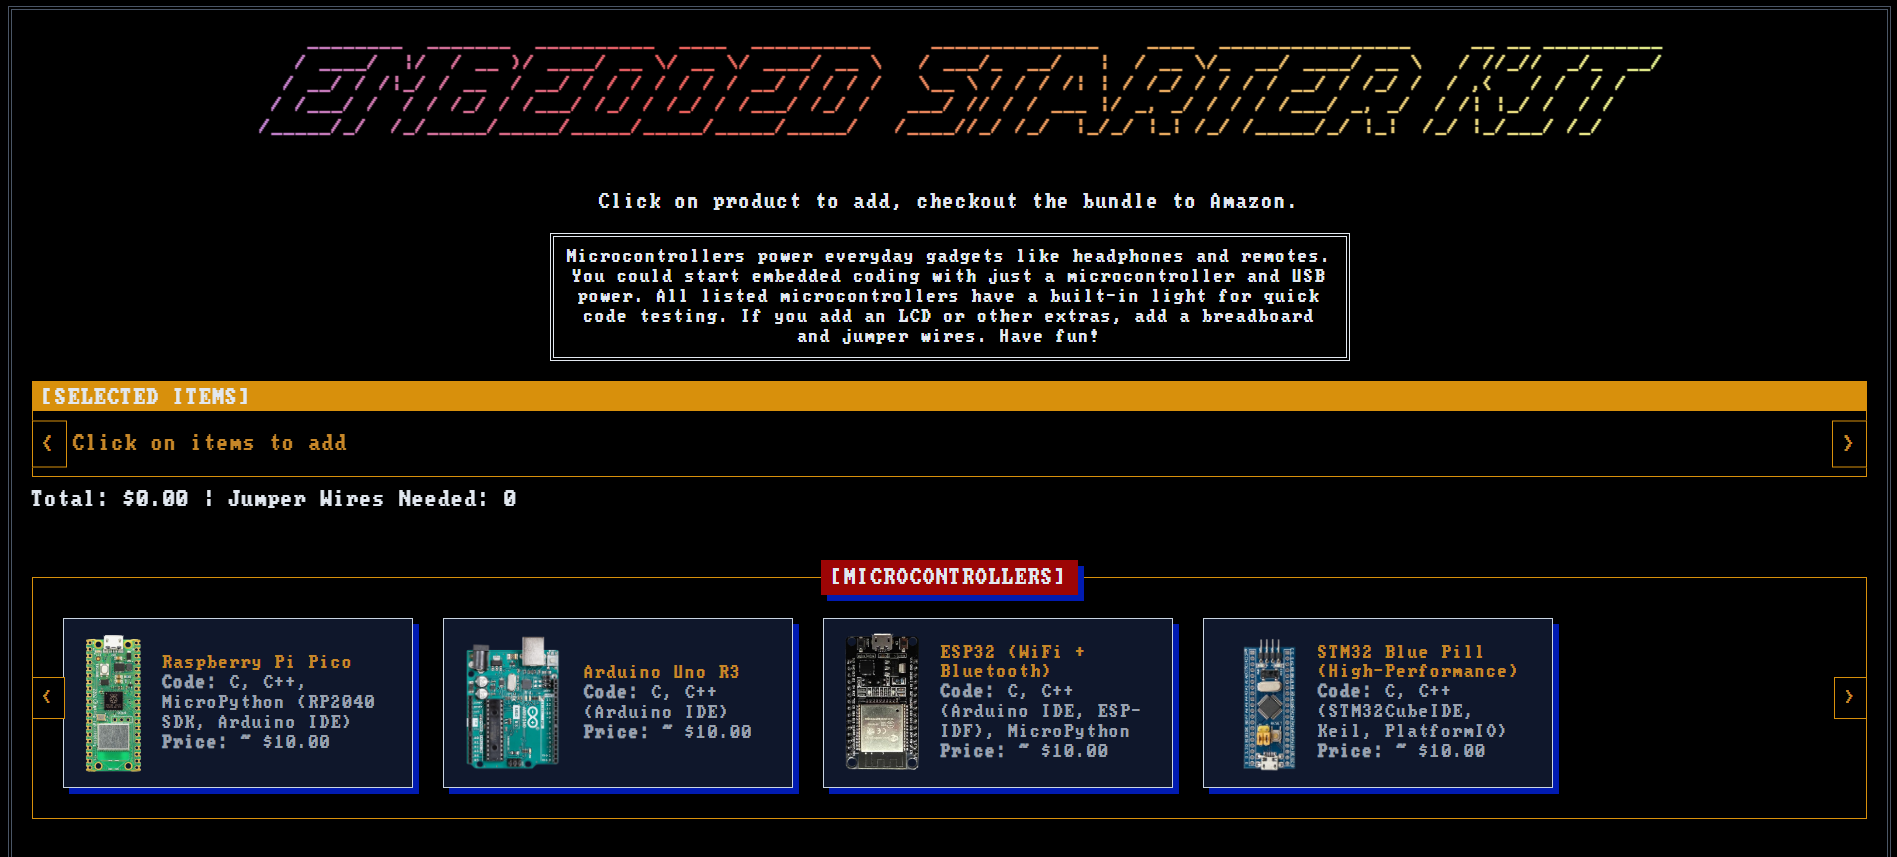 EMBEDDED STARTER KIT
Click on product to add, checkout the bundle to Amazon.
Microcontrollers power everyday gadgets like headphones and remotes.
You could start embedded coding with just a microcontroller and USB
power. All listed microcontrollers have a built-in light for quick
code testing. If you add an LCD or other extras, add a breadboard
and jumper wires. Have fun!
[SELECTED ITEMS]
< Click on items to add >
Total: $0.00 | Jumper Wires Needed: 0
[MICROCONTROLLERS]
<
Raspberry Pi Pico
Code: C, C++,
MicroPython (RP2040
SDK, Arduino IDE)
Price: ~ $10.00
Arduino Uno R3
Code: C, C++
(Arduino IDE)
Price: ~ $10.00
ESP32 (WiFi +
Bluetooth)
Code: C, C++
(Arduino IDE, ESP-
IDF), MicroPython
Price: ~ $10.00
STM32 Blue Pill
(High-Performance)
Code: C, C++
(STM32CubeIDE,
Keil, PlatformIO)
Price: ~ $10.00
>